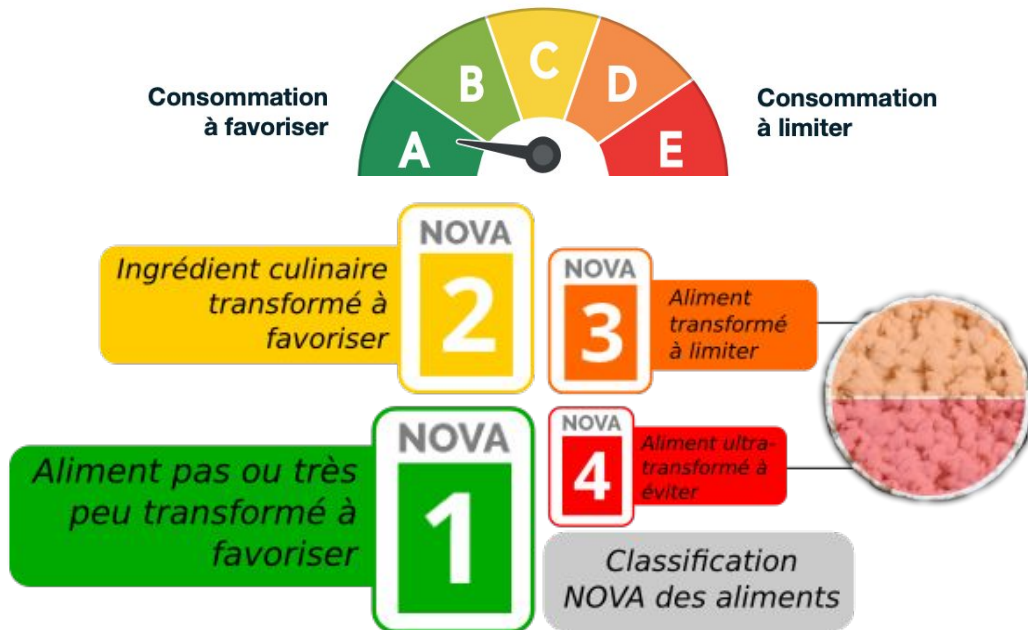 Consommation
à favoriser
A
B
C
D
E
Consommation
à limiter
NOVA
2
Ingrédient culinaire
transformé à
favoriser
NOVA
3
Aliment
transformé
à limiter
NOVA
1
Aliment pas ou très
peu transformé à
favoriser
NOVA
4
Aliment ultra-
transformé à
éviter
Classification
NOVA des aliments